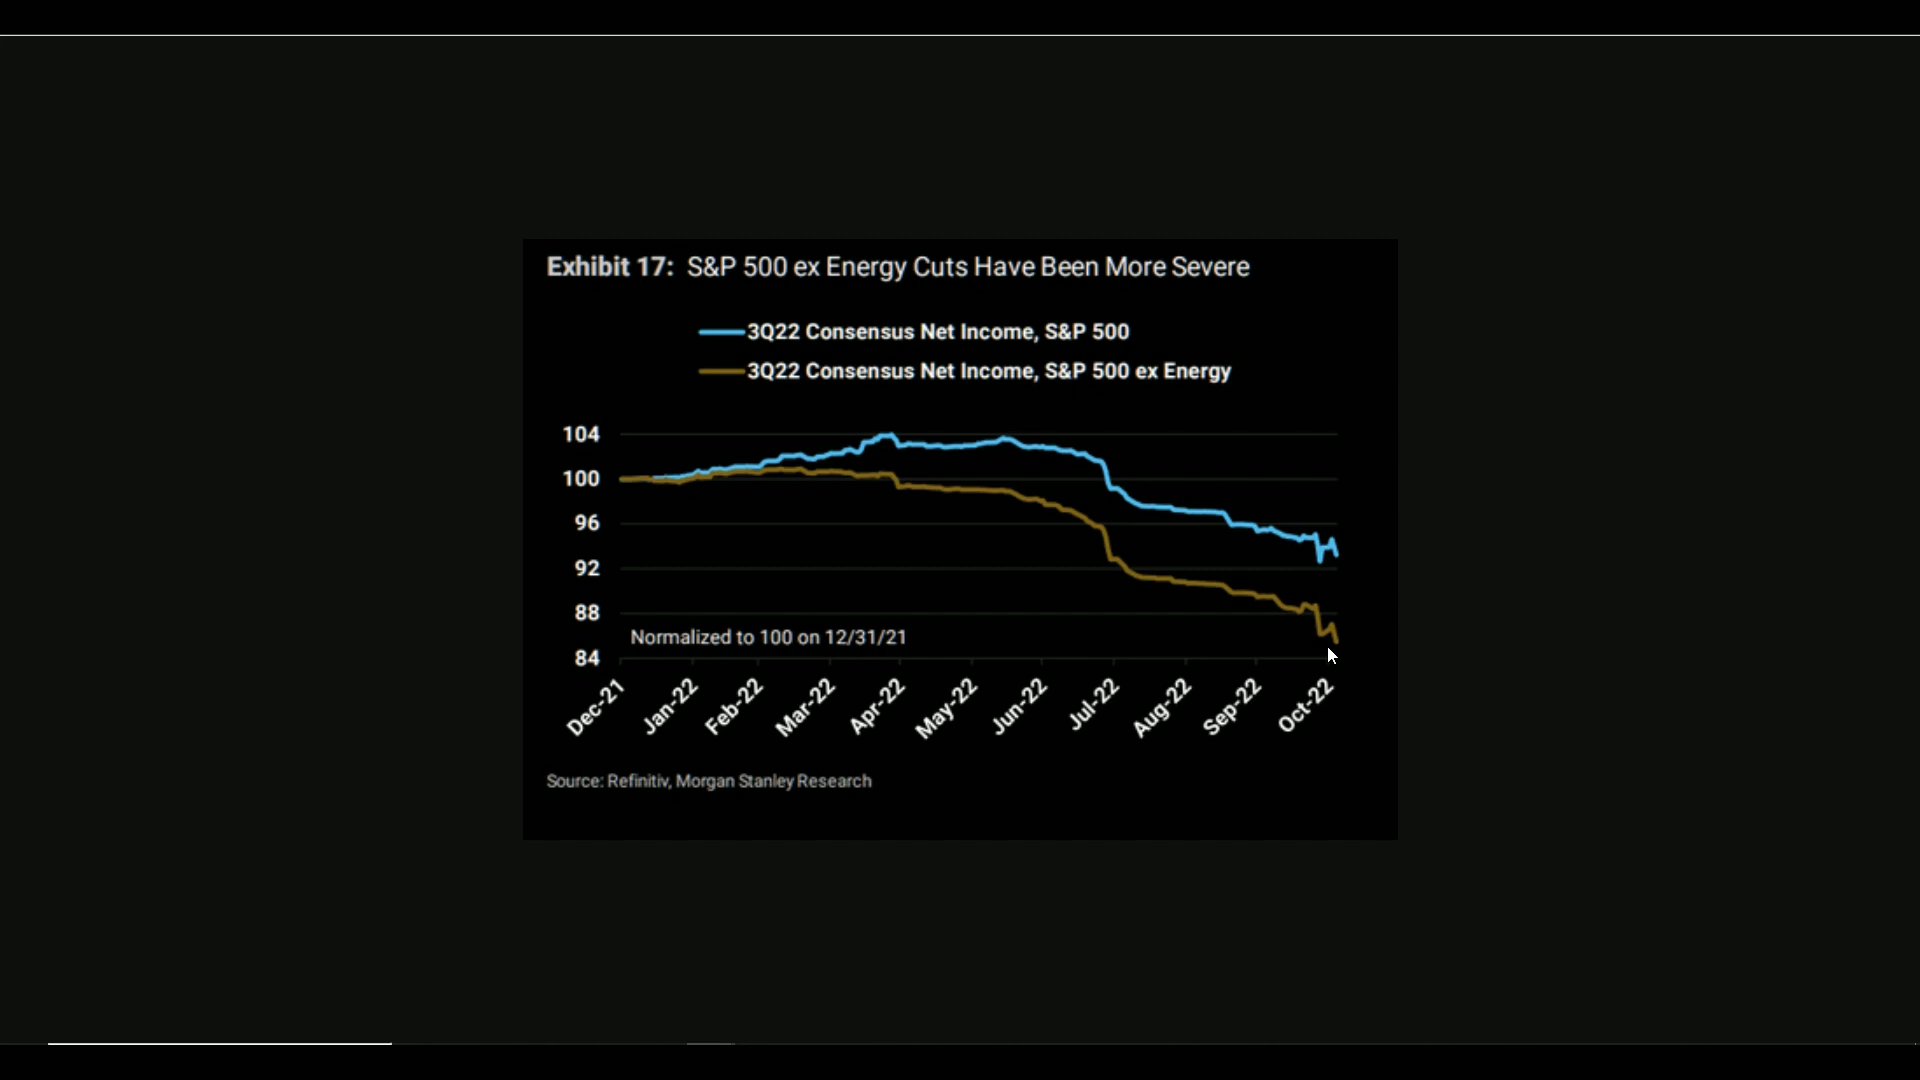 Exhibit 17: S&P 500 ex Energy Cuts Have Been More Severe
3Q22 Consensus Net Income, S&P 500
3Q22 Consensus Net Income, S&P 500 ex Energy
104
100
96
92
88
84
Normalized to 100 on 12/31/21
Dec-21
Jan-22
Feb-22
Mar-22
Apr-22
May-22
Jun-22
Jul-22
Aug-22
Sep-22
Oct-22
Source: Refinitiv, Morgan Stanley Research